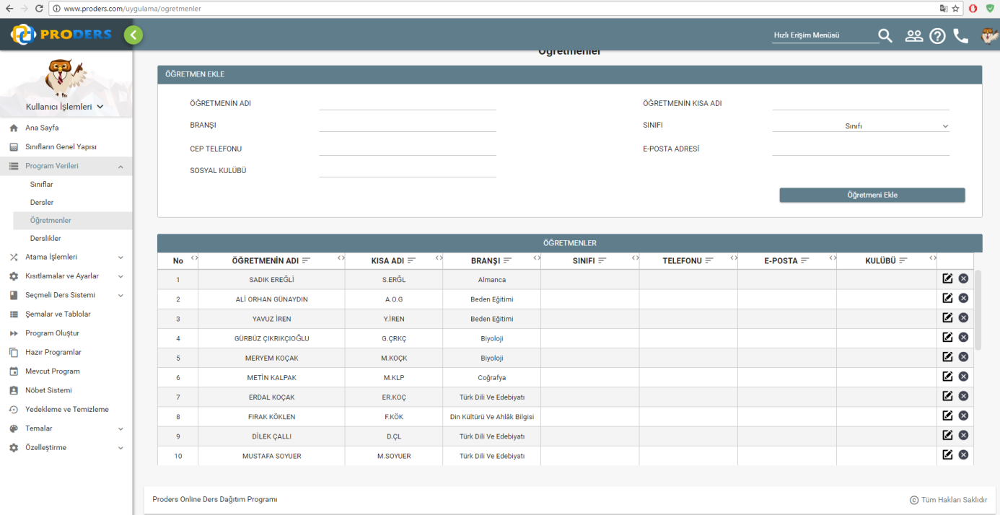 www.proders.com/uygulama/ogretmenler
PRODERS
Hızlı Erişim Menüsü
Kullanıcı İşlemleri
Ana Sayfa
Sınıfların Genel Yapısı
Program Verileri
Sınıflar
Dersler
Öğretmenler
Derslikler
Atama İşlemleri
Kısıtlamalar ve Ayarlar
Seçmeli Ders Sistemi
Şemalar ve Tablolar
Program Oluştur
Hazır Programlar
Mevcut Program
Nöbet Sistemi
Yedekleme ve Temizleme
Temalar
Özelleştirme
Öğretmenler
ÖĞRETMEN EKLE
ÖĞRETMENİN ADI ÖĞRETMENİN KISA ADI
BRANŞI SINIFI Sınıfı
CEP TELEFONU E-POSTA ADRESİ
SOSYAL KULÜBÜ
Öğretmeni Ekle
ÖĞRETMENLER
No ÖĞRETMENİN ADI KISA ADI BRANŞI SINIFI TELEFONU E-POSTA KULÜBÜ
1 SADIK EREĞLİ S.ERĞL Almanca
2 ALİ ORHAN GÜNAYDIN A.O.G Beden Eğitimi
3 YAVUZ İREN Y.İREN Beden Eğitimi
4 GÜRBÜZ ÇIKRIKÇIOĞLU G.ÇRKÇ Biyoloji
5 MERYEM KOÇAK M.KOÇK Biyoloji
6 METİN KALPAK M.KLP Coğrafya
7 ERDAL KOÇAK ER.KOÇ Türk Dili Ve Edebiyatı
8 FIRAK KÖKLEN F.KÖK Din Kültürü Ve Ahlâk Bilgisi
9 DİLEK ÇALLI D.ÇL Türk Dili Ve Edebiyatı
10 MUSTAFA SOYUER M.SOYUER Türk Dili Ve Edebiyatı
Proders Online Ders Dağıtım Programı
© Tüm Hakları Saklıdır